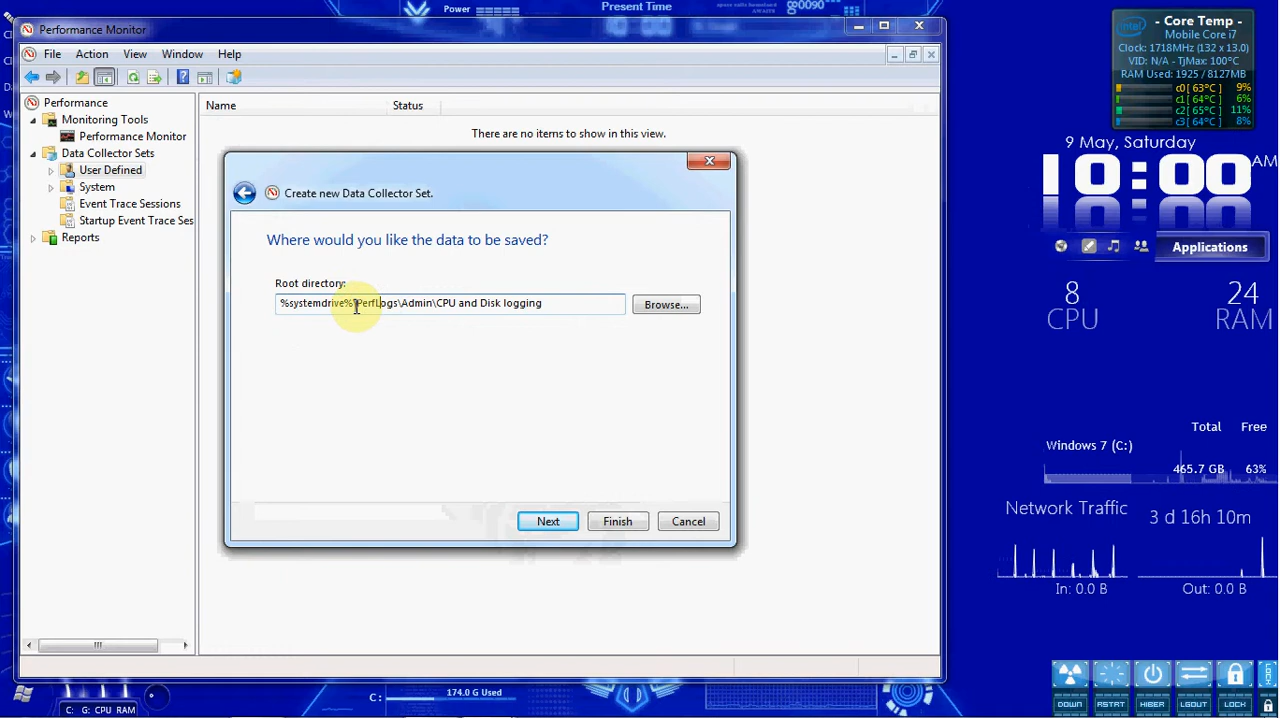 Power
Present Time
Performance Monitor
File Action View Window Help
Performance
Monitoring Tools
Performance Monitor
Data Collector Sets
User Defined
System
Event Trace Sessions
Startup Event Trace Ses
Reports
Name Status
There are no items to show in this view.
Create new Data Collector Set.
Where would you like the data to be saved?
Root directory:
%systemdrive%\PerfLogs\Admin\CPU and Disk logging
Browse...
Next Finish Cancel
- Core Temp -
Mobile Core i7
Clock: 1718MHz (132 x 13.0)
VID: N/A - TjMax: 100°C
RAM Used: 1925 / 8127MB
c0[ 63°C ] 9%
c1[ 64°C ] 6%
c2[ 65°C ] 11%
c3[ 64°C ] 8%
9 May, Saturday
10:00 AM
Applications
8 24
CPU RAM
Total Free
Windows 7 (C:)
465.7 GB 63%
Network Traffic 3 d 16h 10m
In: 0.0 B Out: 0.0 B
C: 174.0 G Used
C: G: CPU RAM
DOWN RSTRT HIBER LGOUT LOCK